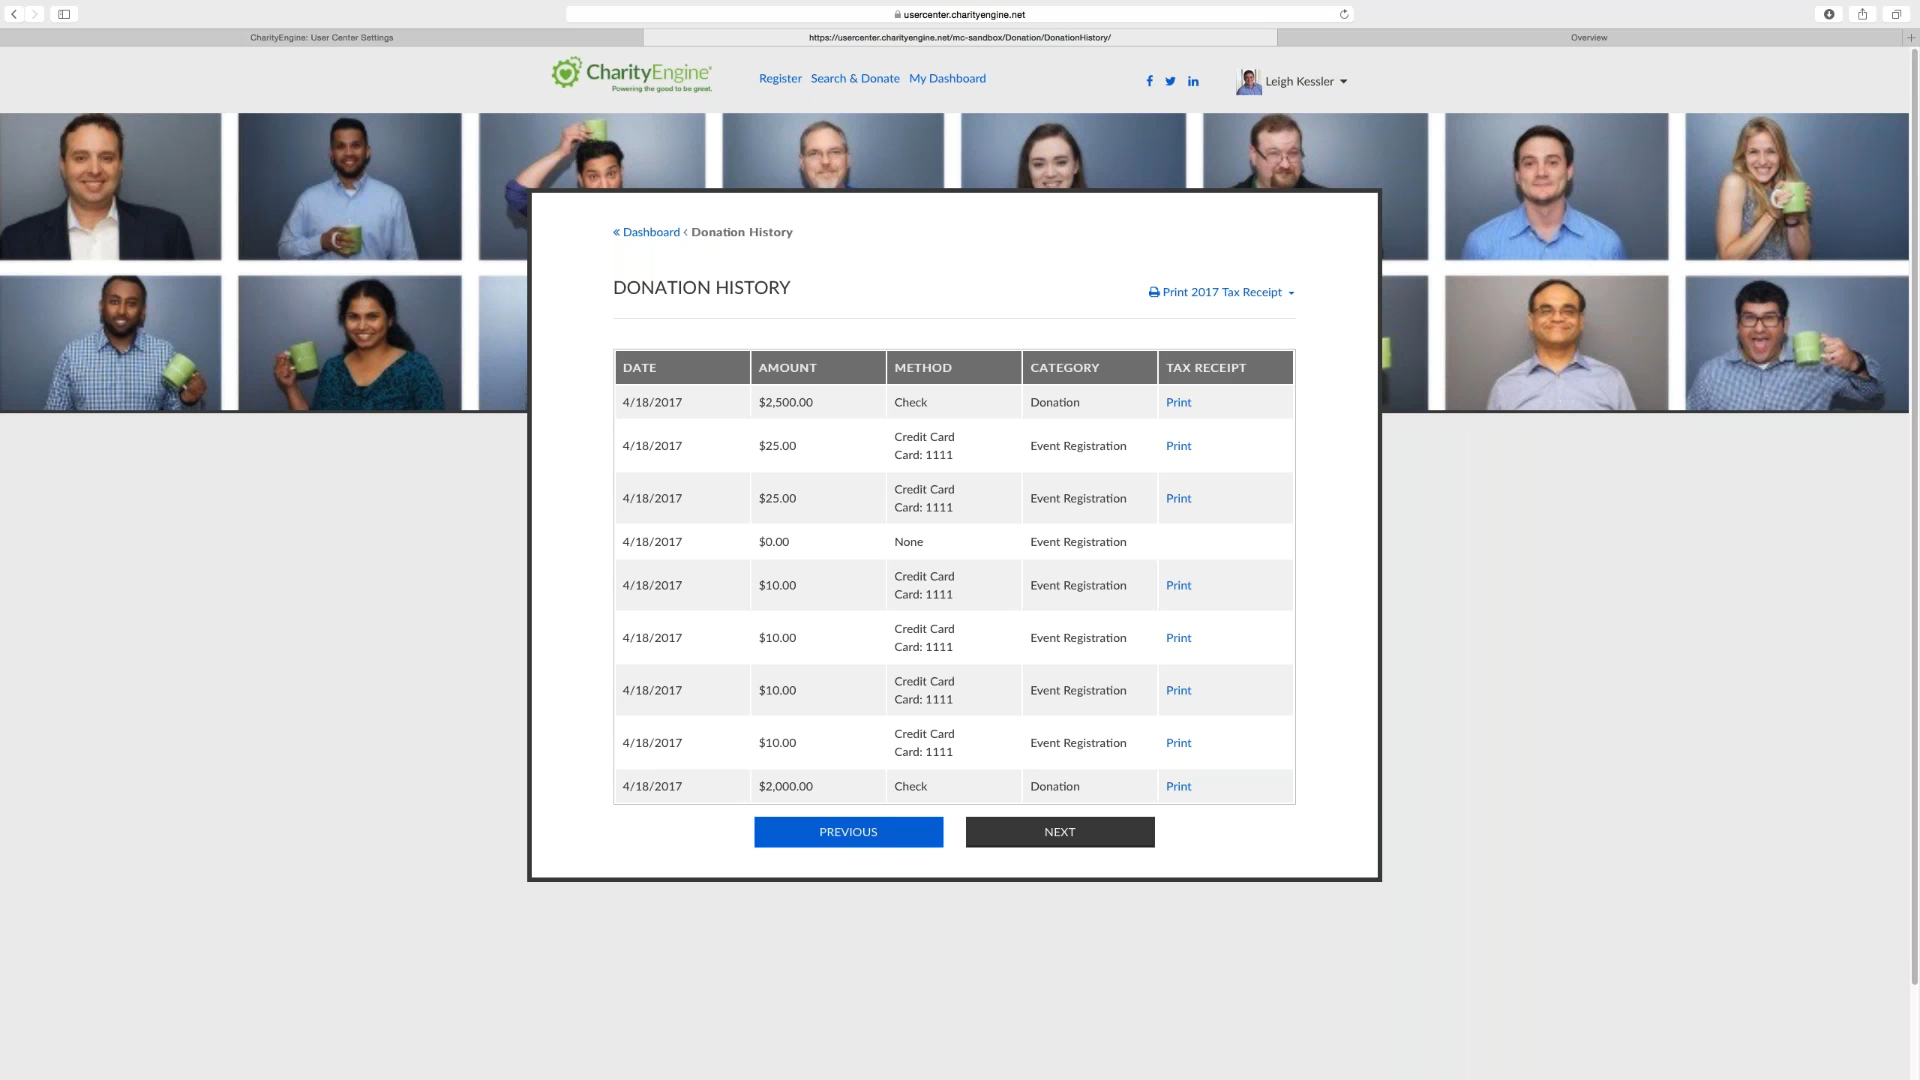 usercenter.charityengine.net
CharityEngine: User Center Settings
https://usercenter.charityengine.net/mc-sandbox/Donation/DonationHistory/
Overview
CharityEngine®
Powering the good to be great.
Register
Search & Donate
My Dashboard
Leigh Kessler
« Dashboard ‹ Donation History
DONATION HISTORY
Print 2017 Tax Receipt
DATE AMOUNT METHOD CATEGORY TAX RECEIPT
4/18/2017 $2,500.00 Check Donation Print
4/18/2017 $25.00 Credit Card Event Registration Print
Card: 1111
4/18/2017 $25.00 Credit Card Event Registration Print
Card: 1111
4/18/2017 $0.00 None Event Registration
4/18/2017 $10.00 Credit Card Event Registration Print
Card: 1111
4/18/2017 $10.00 Credit Card Event Registration Print
Card: 1111
4/18/2017 $10.00 Credit Card Event Registration Print
Card: 1111
4/18/2017 $10.00 Credit Card Event Registration Print
Card: 1111
4/18/2017 $2,000.00 Check Donation Print
PREVIOUS
NEXT